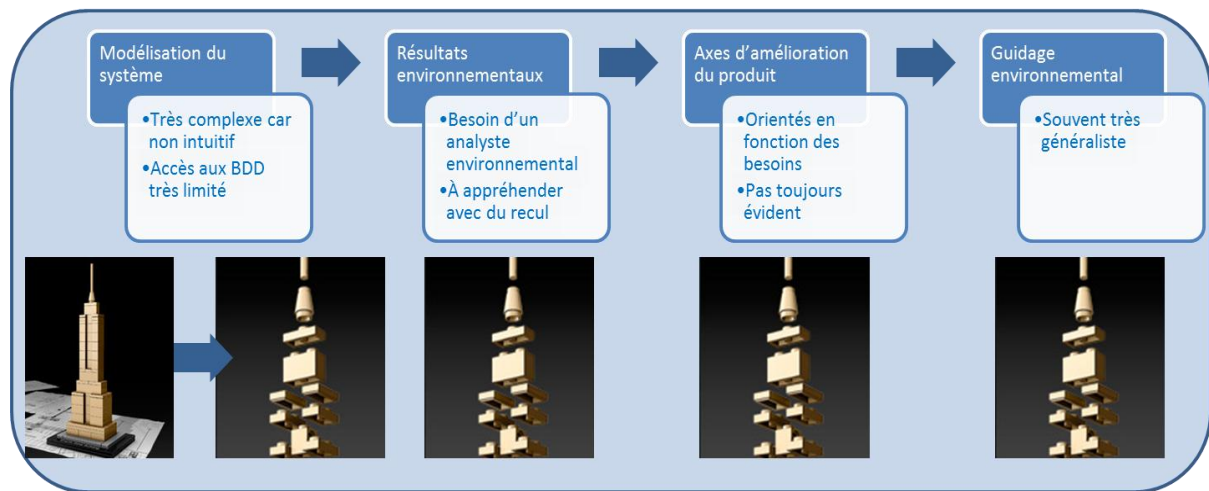 Modélisation du
système
•Très complexe car
non intuitif
•Accès aux BDD
très limité
Résultats
environnementaux
•Besoin d'un
analyste
environnemental
•À appréhender
avec du recul
Axes d'amélioration
du produit
•Orientés en
fonction des
besoins
•Pas toujours
évident
Guidage
environnemental
•Souvent très
généraliste